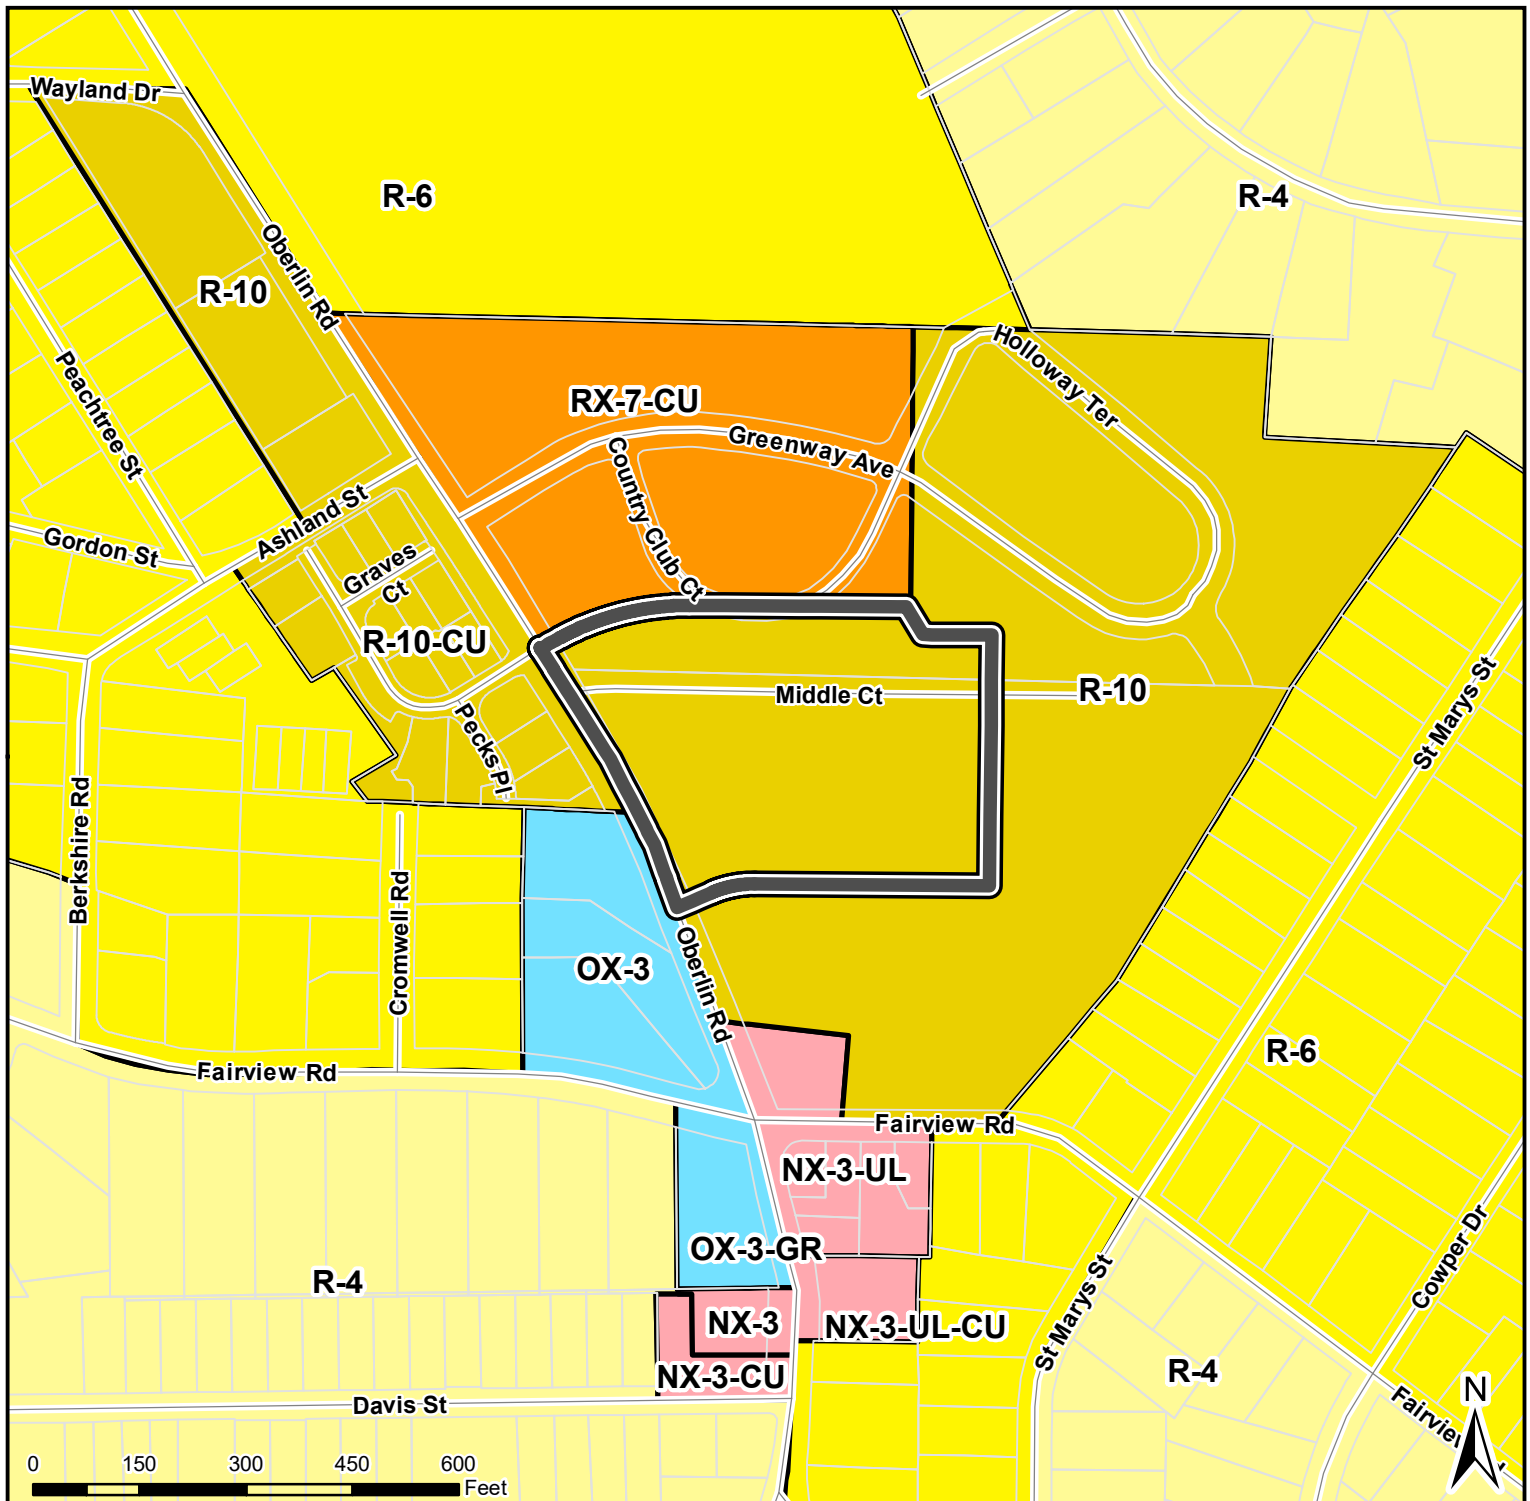 Wayland Dr
R-6
R-4
Oberlin Rd
R-10
Holloway Ter
Peachtree St
RX-7-CU
Greenway Ave
Country Club Ct
Ashland St
Gordon St
Graves
Ct
R-10-CU
Middle Ct
R-10
St Marys St
Pecks Pl
Berkshire Rd
Cromwell Rd
OX-3
Oberlin Rd
R-6
Fairview Rd
Fairview Rd
NX-3-UL
OX-3-GR
Cowper Dr
R-4
St Marys St
NX-3
NX-3-UL-CU
NX-3-CU
R-4
Davis St
Fairview
N
0 150 300 450 600
Feet